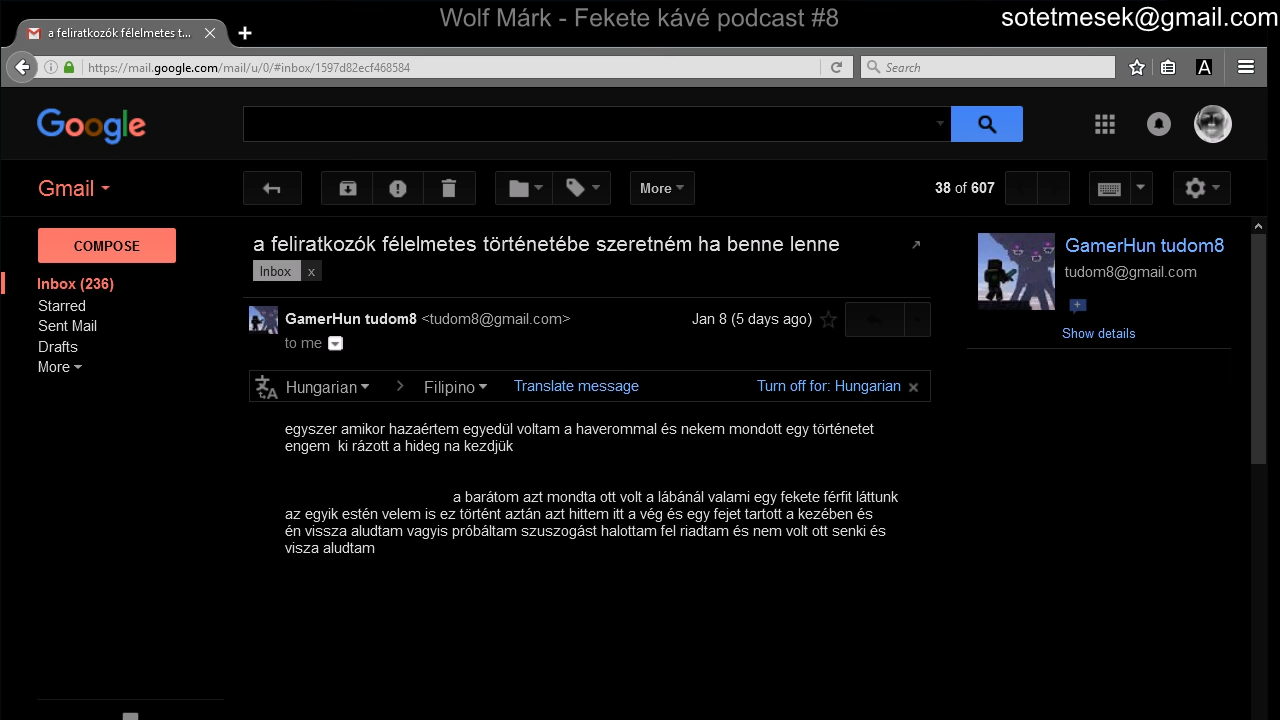 Wolf Márk - Fekete kávé podcast #8
sotetmesek@gmail.com
a feliratkozók félelmetes t...
https://mail.google.com/mail/u/0/#inbox/1597d82ecf468584
Search
A
Google
Gmail
More
38 of 607
COMPOSE
Inbox (236)
Starred
Sent Mail
Drafts
More
a feliratkozók félelmetes történetébe szeretném ha benne lenne
Inbox x
GamerHun tudom8 <tudom8@gmail.com>
Jan 8 (5 days ago)
to me
Hungarian > Filipino Translate message Turn off for: Hungarian
egyszer amikor hazaértem egyedül voltam a haverommal és nekem mondott egy történetet
engem ki rázott a hideg na kezdjük
a barátom azt mondta ott volt a lábánál valami egy fekete férfit láttunk
az egyik estén velem is ez történt aztán azt hittem itt a vég és egy fejet tartott a kezében és
én vissza aludtam vagyis próbáltam szuszogást halottam fel riadtam és nem volt ott senki és
visza aludtam
GamerHun tudom8
tudom8@gmail.com
Show details